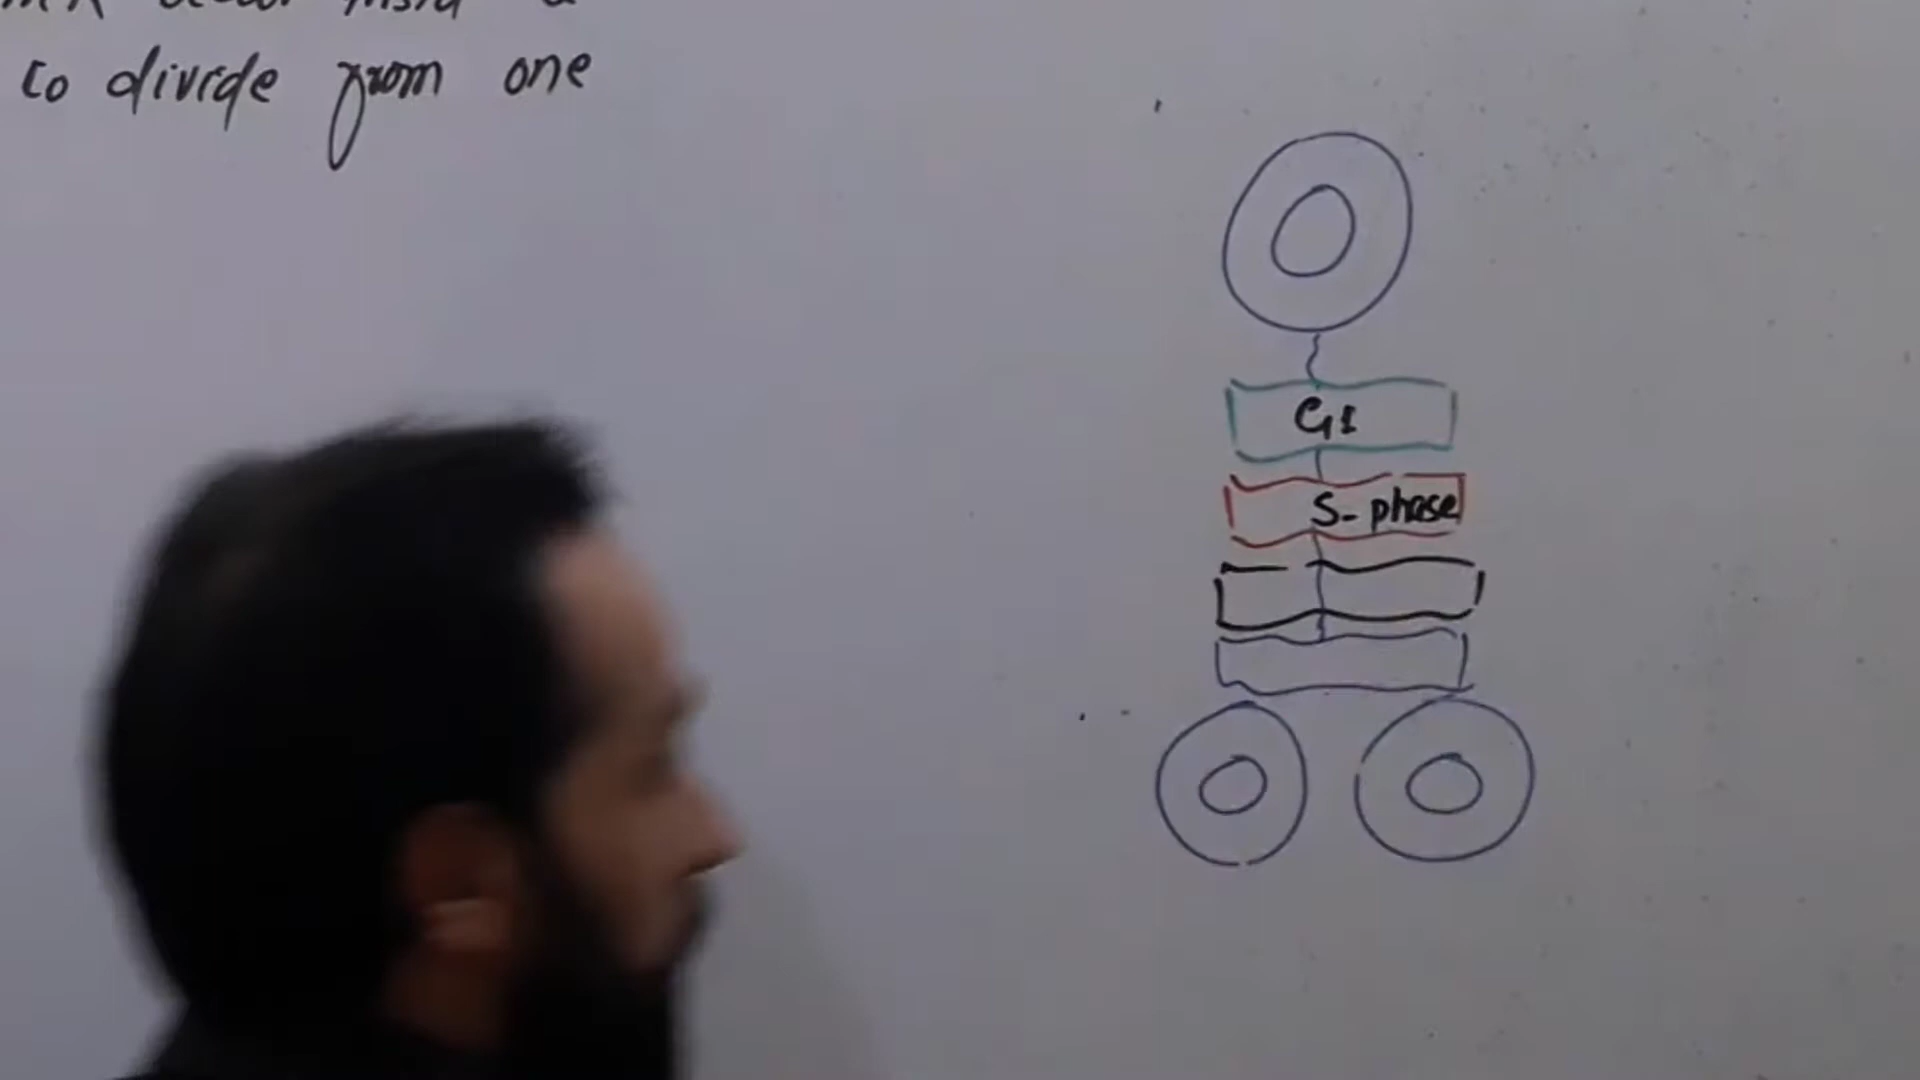 to divide from one
G1
S- phase